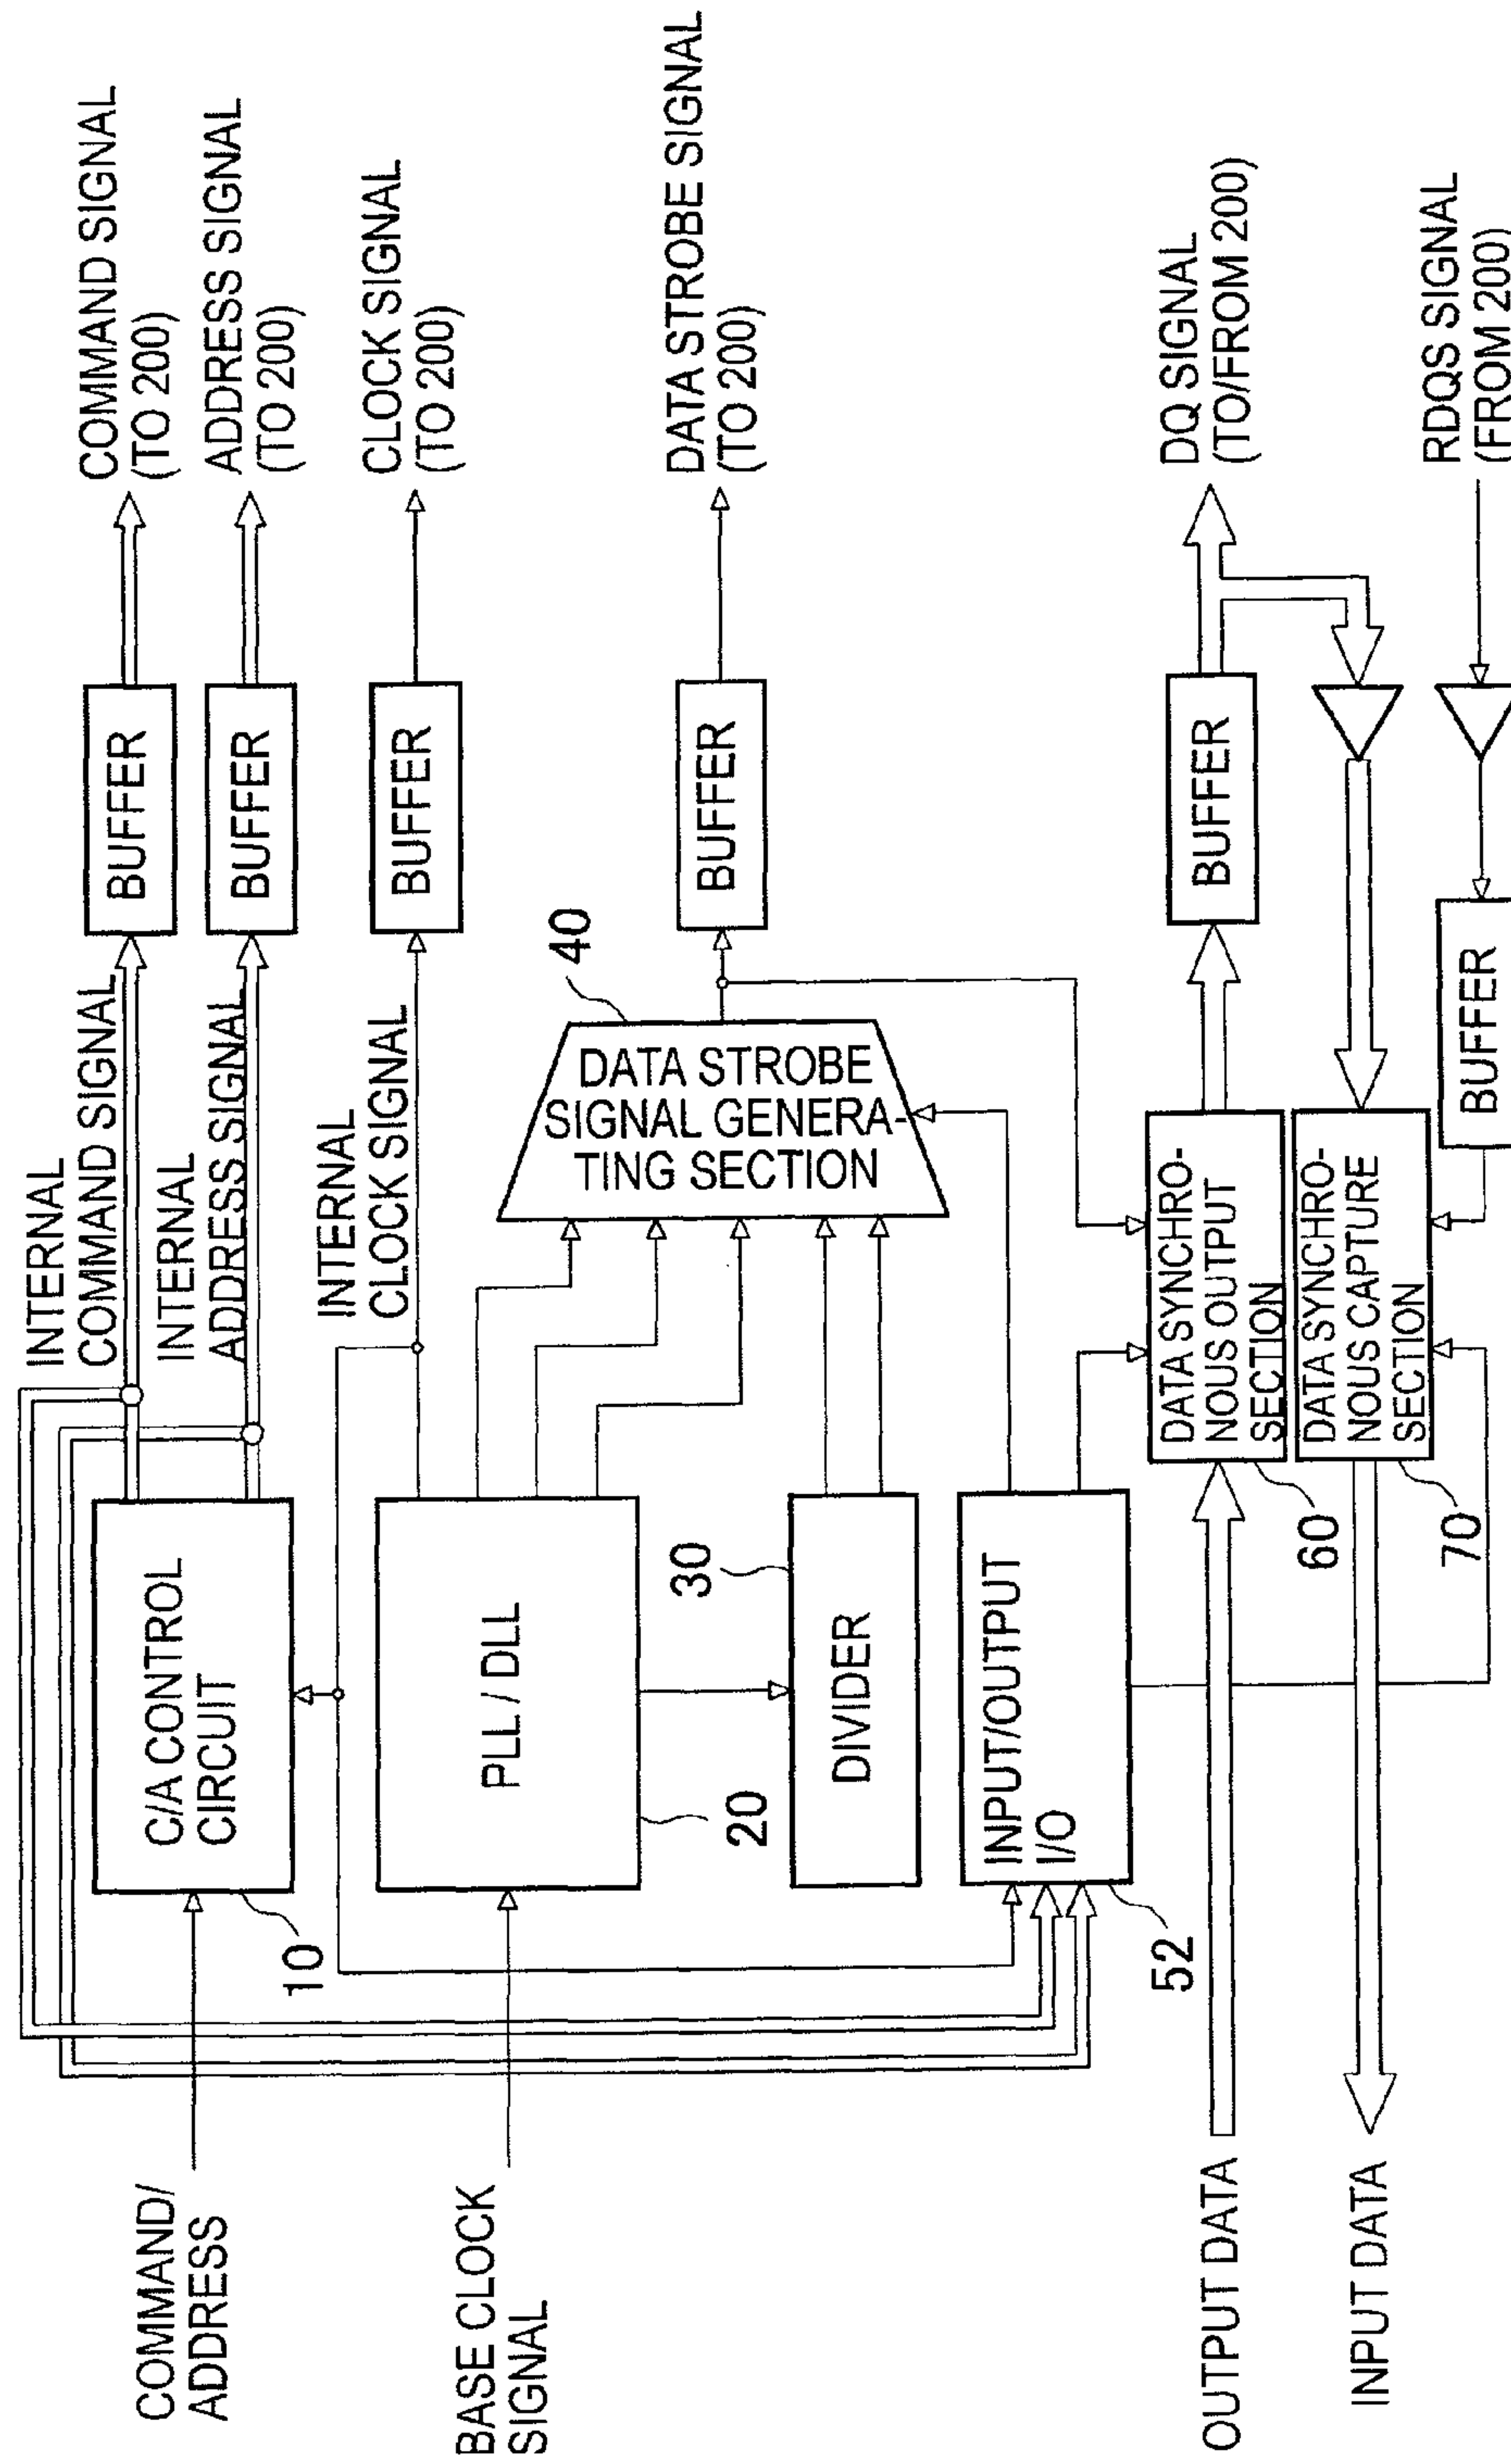 COMMAND/
ADDRESS
10
C/A CONTROL
CIRCUIT
INTERNAL
COMMAND SIGNAL
INTERNAL
ADDRESS SIGNAL
BUFFER
BUFFER
COMMAND SIGNAL
(TO 200)
ADDRESS SIGNAL
(TO 200)
BASE CLOCK
SIGNAL
PLL / DLL
20
INTERNAL
CLOCK SIGNAL
BUFFER
CLOCK SIGNAL
(TO 200)
30
DIVIDER
40
DATA STROBE
SIGNAL GENERA-
TING SECTION
BUFFER
DATA STROBE SIGNAL
(TO 200)
INPUT/OUTPUT
I/O
52
OUTPUT DATA
DATA SYNCHRO-
NOUS OUTPUT
SECTION
60
BUFFER
DQ SIGNAL
(TO/FROM 200)
INPUT DATA
DATA SYNCHRO-
NOUS CAPTURE
SECTION
70
BUFFER
RDQS SIGNAL
(FROM 200)